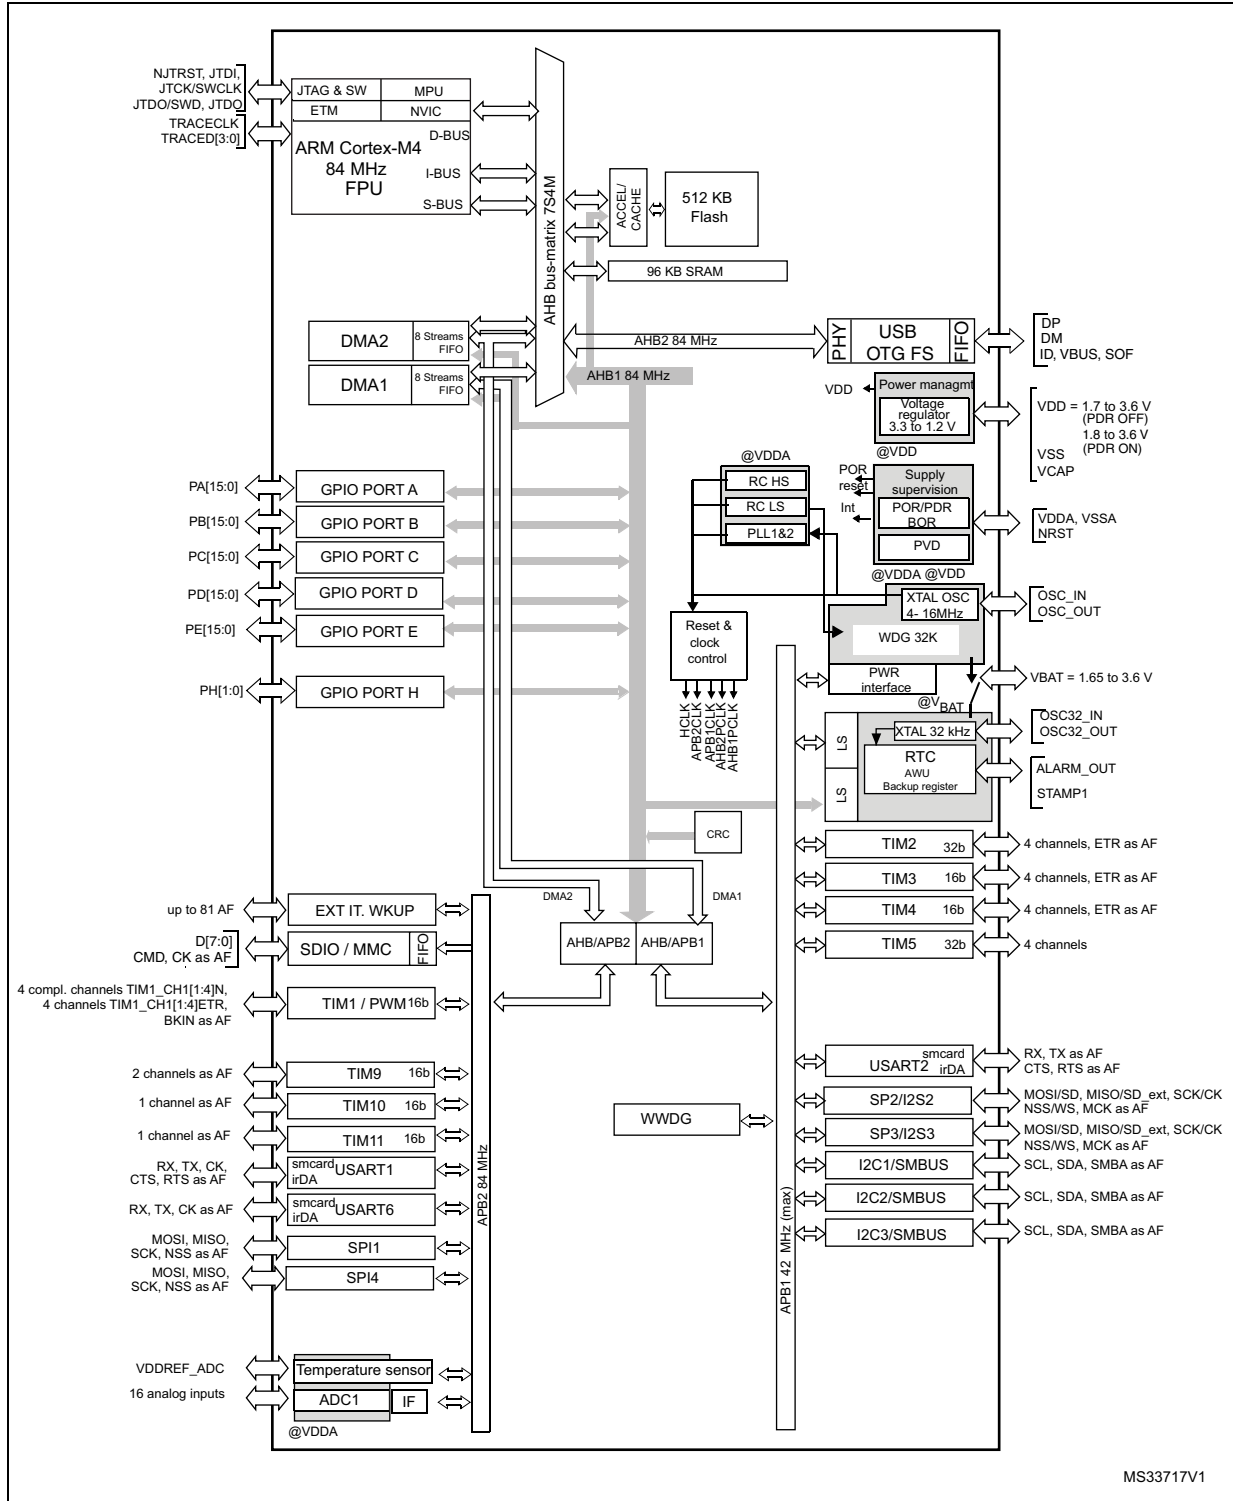 NJTRST, JTDI,
JTCK/SWCLK
JTDO/SWD, JTDO
TRACECLK
TRACED[3:0]
JTAG & SW
MPU
ETM
NVIC
D-BUS
ARM Cortex-M4
84 MHz
FPU
I-BUS
S-BUS
AHB bus-matrix 7S4M
ACCEL/
CACHE
512 KB
Flash
96 KB SRAM
DMA2
8 Streams
FIFO
DMA1
8 Streams
FIFO
AHB2 84 MHz
AHB1 84 MHz
PHY
USB
OTG FS
FIFO
DP
DM
ID, VBUS, SOF
VDD
Power managmt
Voltage
regulator
3.3 to 1.2 V
@VDD
VDD = 1.7 to 3.6 V
(PDR OFF)
1.8 to 3.6 V
(PDR ON)
VSS
VCAP
@VDDA
RC HS
RC LS
PLL1&2
POR
reset
Int
Supply
supervision
POR/PDR
BOR
PVD
VDDA, VSSA
NRST
@VDDA @VDD
XTAL OSC
4- 16MHz
OSC_IN
OSC_OUT
WDG 32K
Reset &
clock
control
HCLK
APB2CLK
APB1CLK
AHB2PCLK
AHB1PCLK
PWR
interface
VBAT = 1.65 to 3.6 V
@VBAT
LS
LS
XTAL 32 kHz
OSC32_IN
OSC32_OUT
RTC
AWU
Backup register
ALARM_OUT
STAMP1
PA[15:0]
GPIO PORT A
PB[15:0]
GPIO PORT B
PC[15:0]
GPIO PORT C
PD[15:0]
GPIO PORT D
PE[15:0]
GPIO PORT E
PH[1:0]
GPIO PORT H
CRC
TIM2
32b
4 channels, ETR as AF
TIM3
16b
4 channels, ETR as AF
TIM4
16b
4 channels, ETR as AF
TIM5
32b
4 channels
DMA2
DMA1
AHB/APB2
AHB/APB1
up to 81 AF
EXT IT. WKUP
D[7:0]
CMD, CK as AF
SDIO / MMC
FIFO
4 compl. channels TIM1_CH1[1:4]N,
4 channels TIM1_CH1[1:4]ETR,
BKIN as AF
TIM1 / PWM
16b
2 channels as AF
TIM9
16b
1 channel as AF
TIM10
16b
1 channel as AF
TIM11
16b
RX, TX, CK,
CTS, RTS as AF
smcard
irDA
USART1
RX, TX, CK as AF
smcard
irDA
USART6
MOSI, MISO,
SCK, NSS as AF
SPI1
MOSI, MISO,
SCK, NSS as AF
SPI4
APB2 84 MHz
VDDREF_ADC
Temperature sensor
16 analog inputs
ADC1
IF
@VDDA
WWDG
APB1 42 MHz (max)
USART2
smcard
irDA
RX, TX as AF
CTS, RTS as AF
SP2/I2S2
MOSI/SD, MISO/SD_ext, SCK/CK
NSS/WS, MCK as AF
SP3/I2S3
MOSI/SD, MISO/SD_ext, SCK/CK
NSS/WS, MCK as AF
I2C1/SMBUS
SCL, SDA, SMBA as AF
I2C2/SMBUS
SCL, SDA, SMBA as AF
I2C3/SMBUS
SCL, SDA, SMBA as AF
MS33717V1